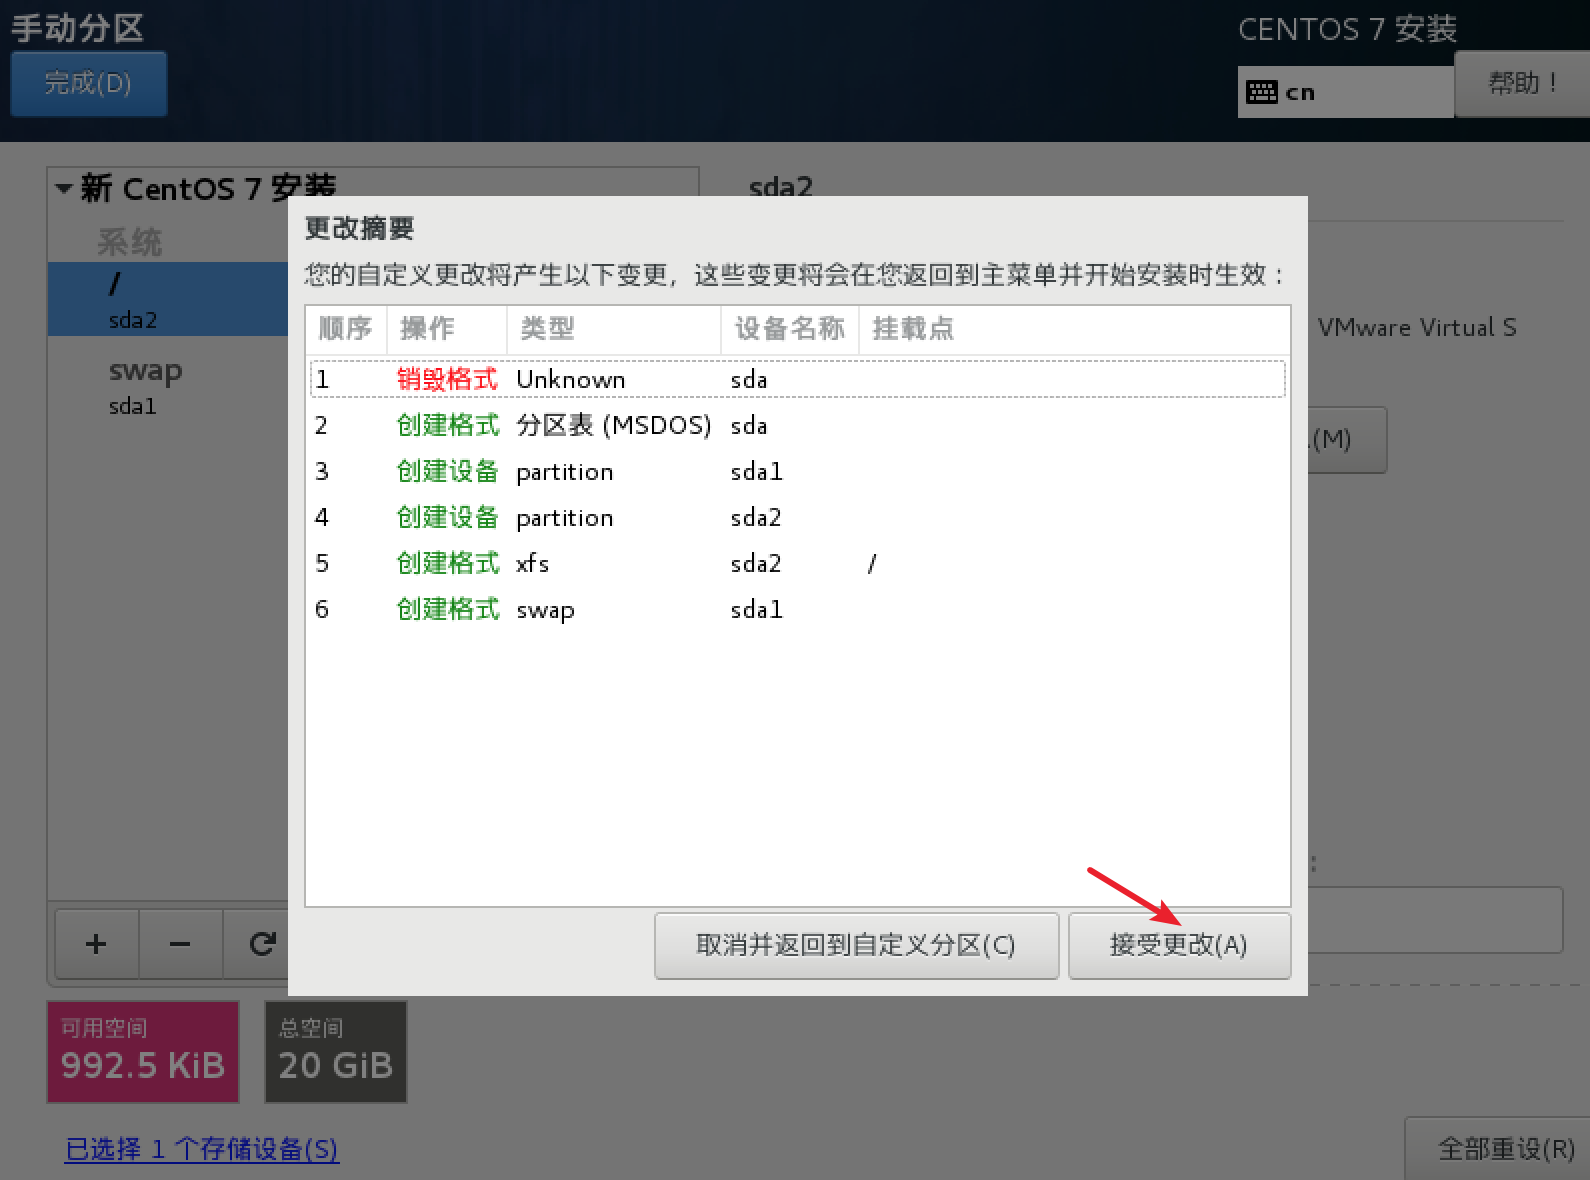 手动分区
完成(D)
CENTOS 7 安装
cn
帮助！
新 CentOS 7 安装
系统
/
sda2
swap
sda1
sda2
VMware Virtual S
.(M)
:
更改摘要
您的自定义更改将产生以下变更，这些变更将会在您返回到主菜单并开始安装时生效：
顺序 操作 类型 设备名称 挂载点
1 销毁格式 Unknown sda
2 创建格式 分区表 (MSDOS) sda
3 创建设备 partition sda1
4 创建设备 partition sda2
5 创建格式 xfs sda2 /
6 创建格式 swap sda1
取消并返回到自定义分区(C)
接受更改(A)
+ −
可用空间
992.5 KiB
总空间
20 GiB
已选择 1 个存储设备(S)
全部重设(R)